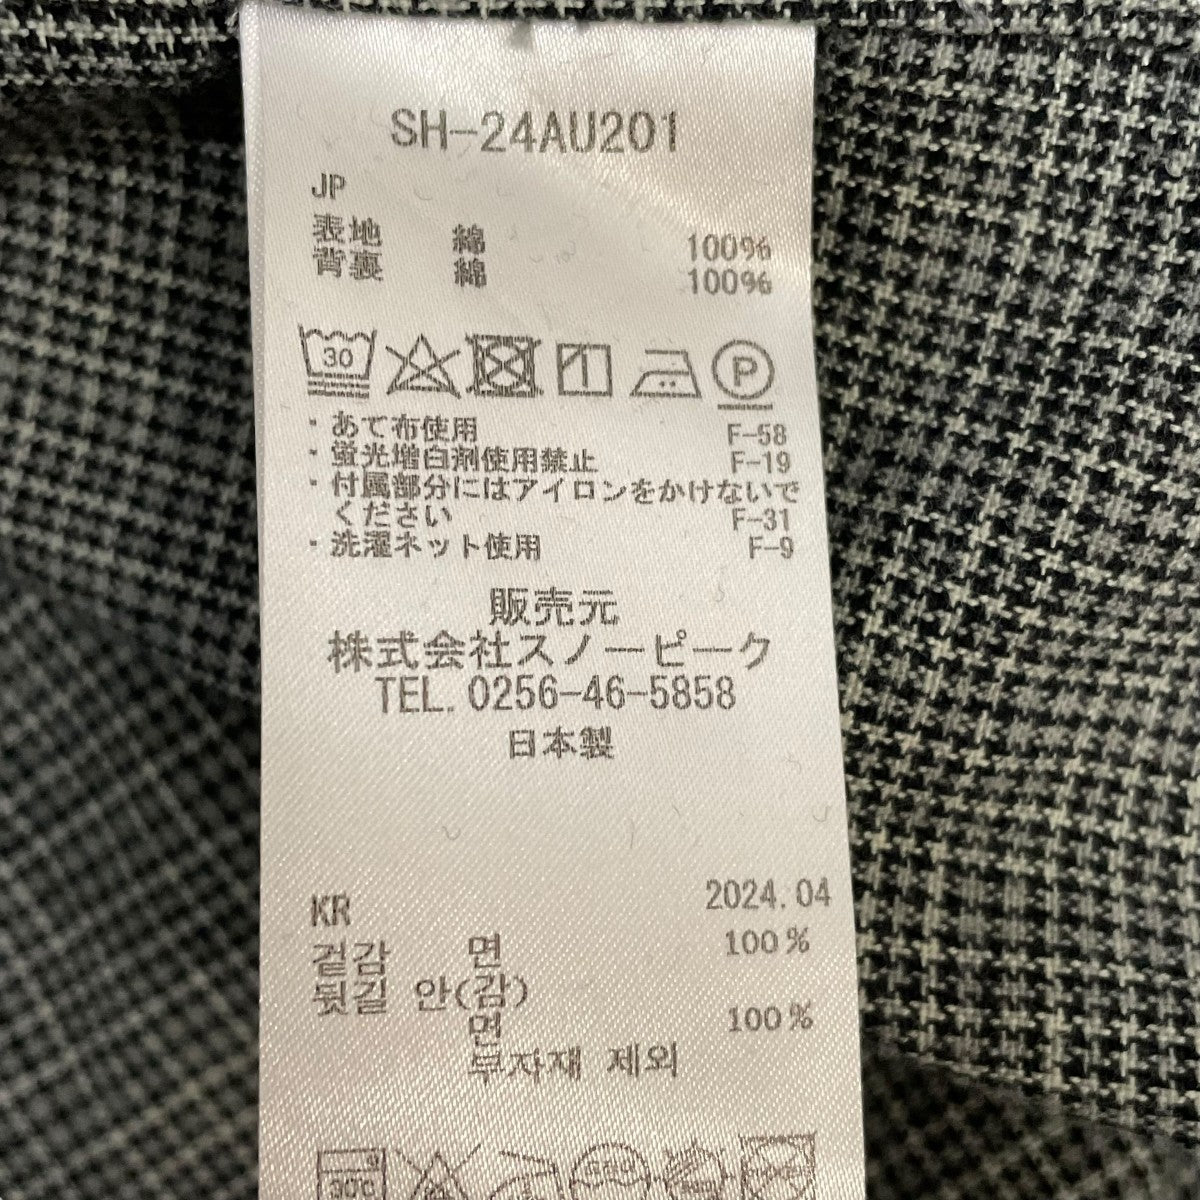 SH-24AU201
JP
表地 綿 100%
背裏 綿 100%
30 P
・あて布使用 F-58
・蛍光増白剤使用禁止 F-19
・付属部分にはアイロンをかけないで
ください F-31
・洗濯ネット使用 F-9
販売元
株式会社スノーピーク
TEL. 0256-46-5858
日本製
2024.04
KR
겉감 면 100%
뒷길 안(감)
면 100%
부자재 제외
30℃